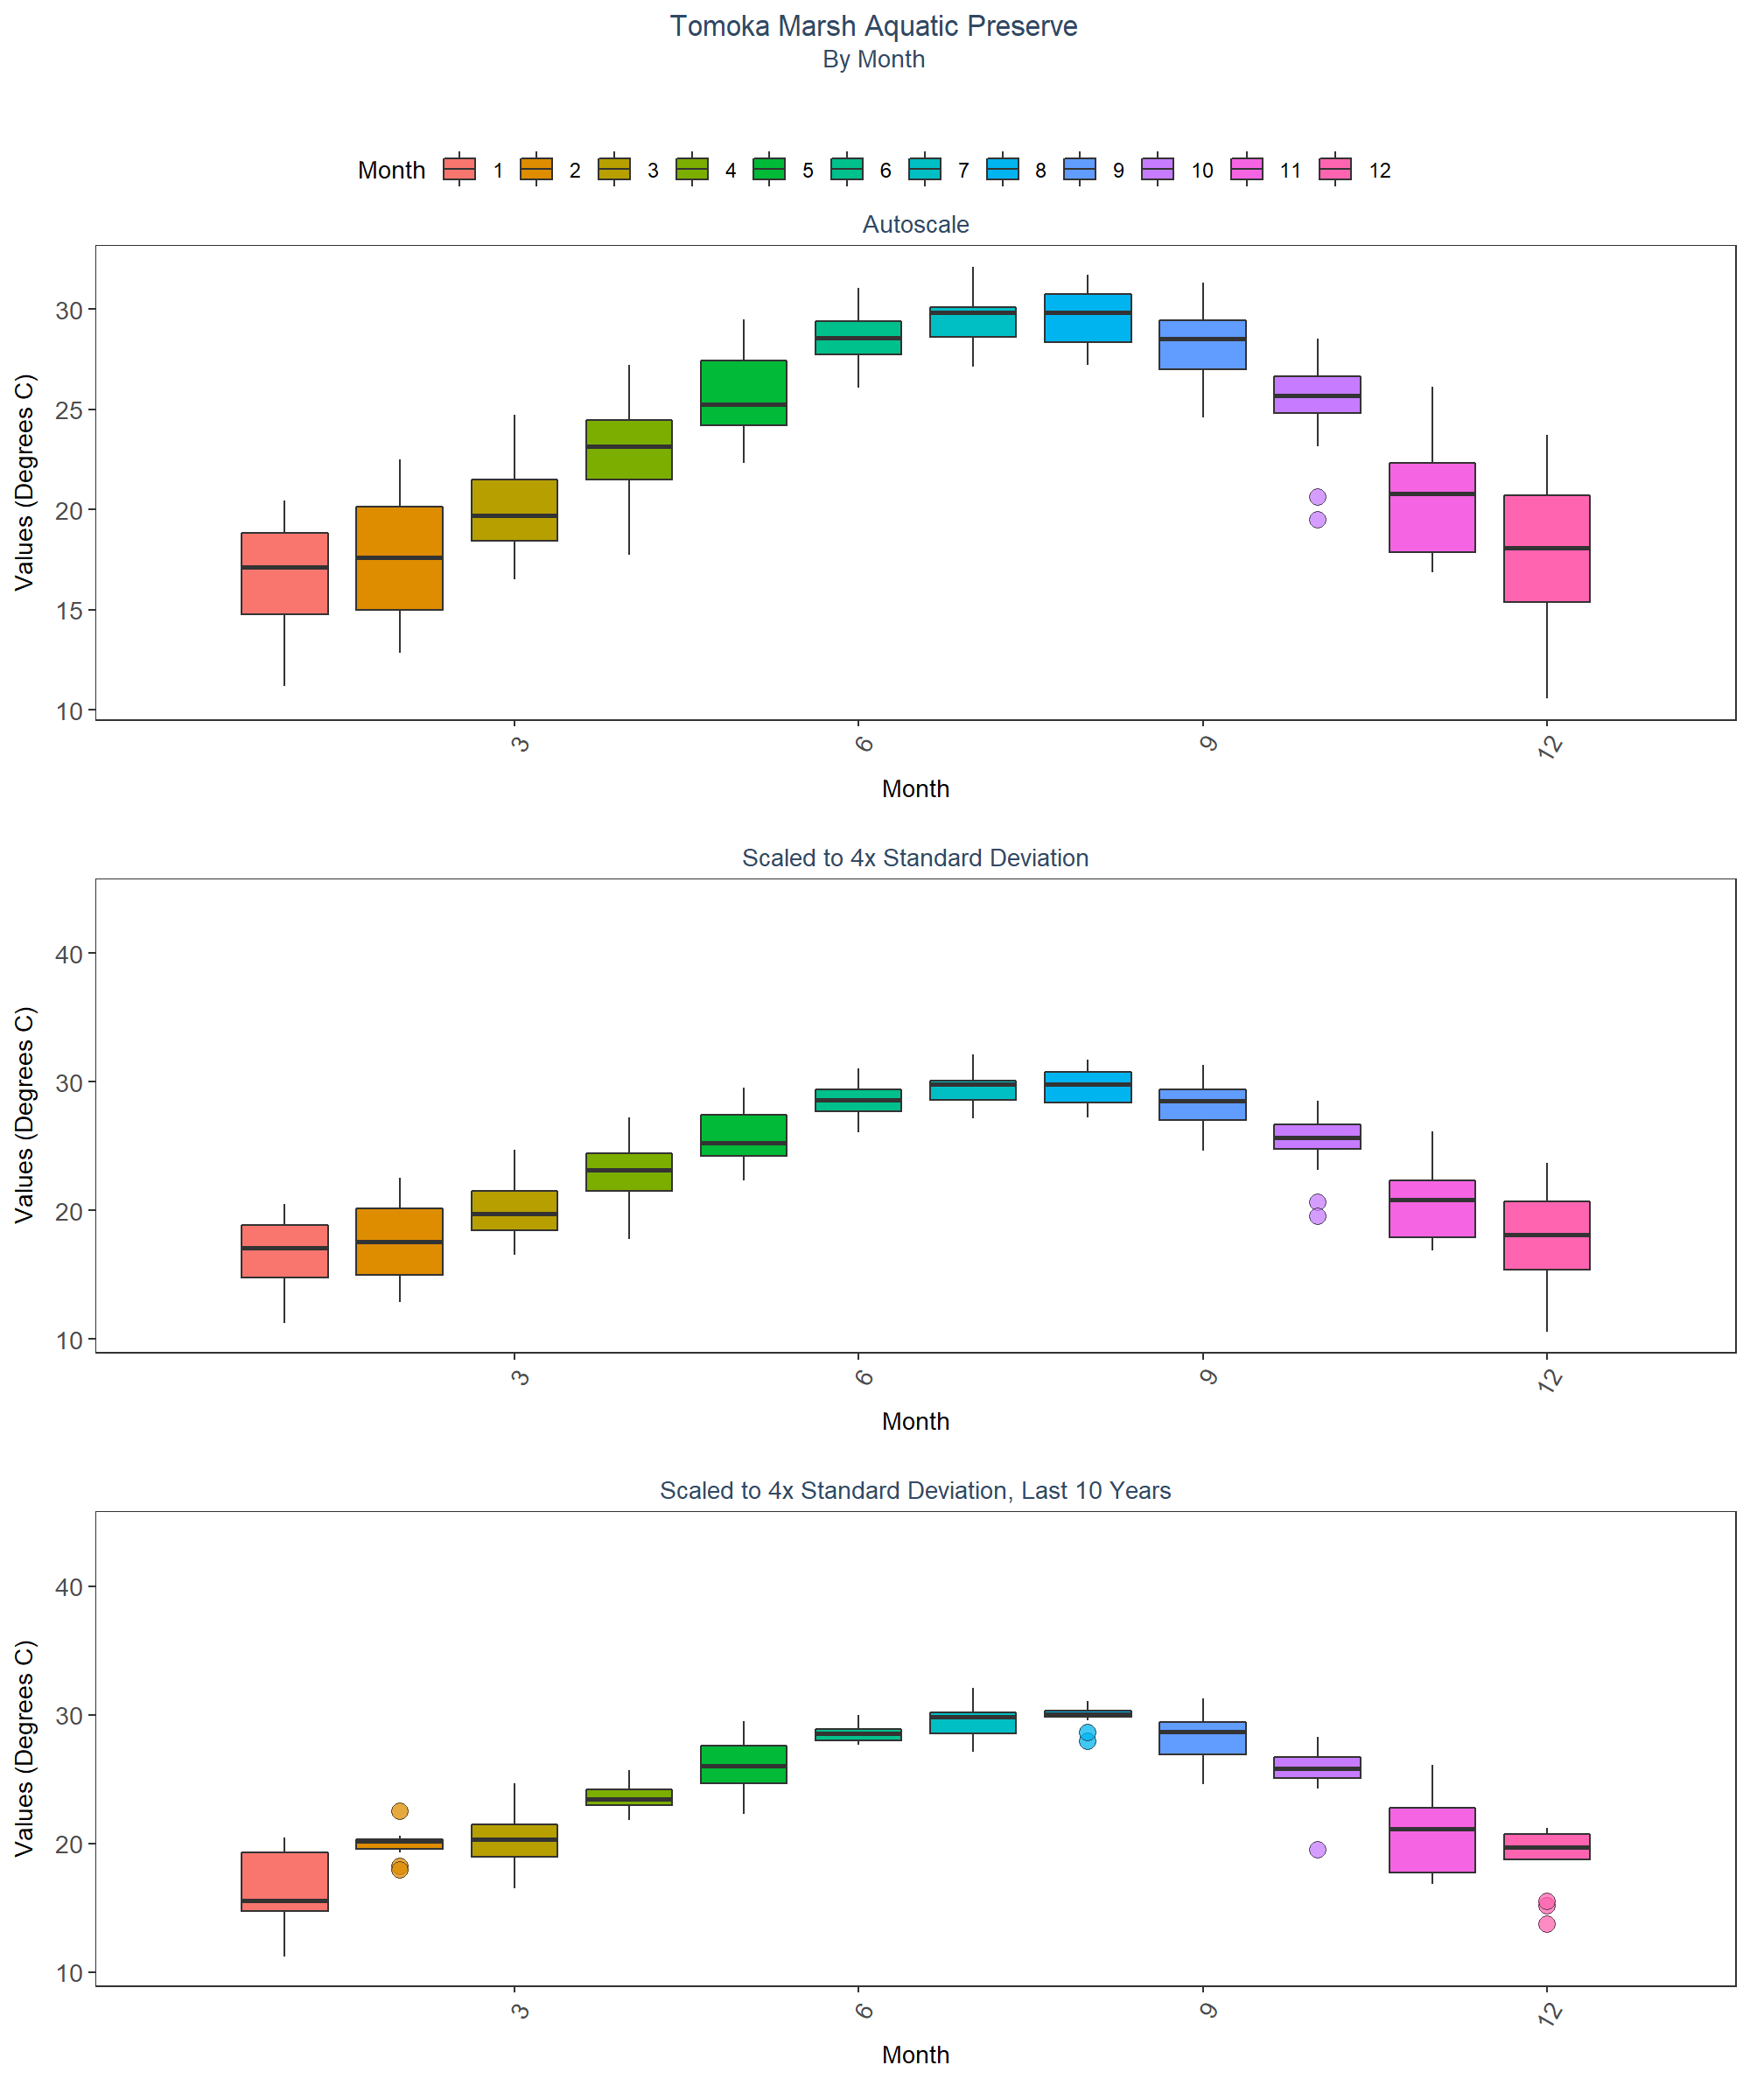 Tomoka Marsh Aquatic Preserve
By Month
Month 1 2 3 4 5 6 7 8 9 10 11 12
Autoscale
Values (Degrees C)
30
25
20
15
10
3 6 9 12
Month
Scaled to 4x Standard Deviation
Values (Degrees C)
40
30
20
10
3 6 9 12
Month
Scaled to 4x Standard Deviation, Last 10 Years
Values (Degrees C)
40
30
20
10
3 6 9 12
Month